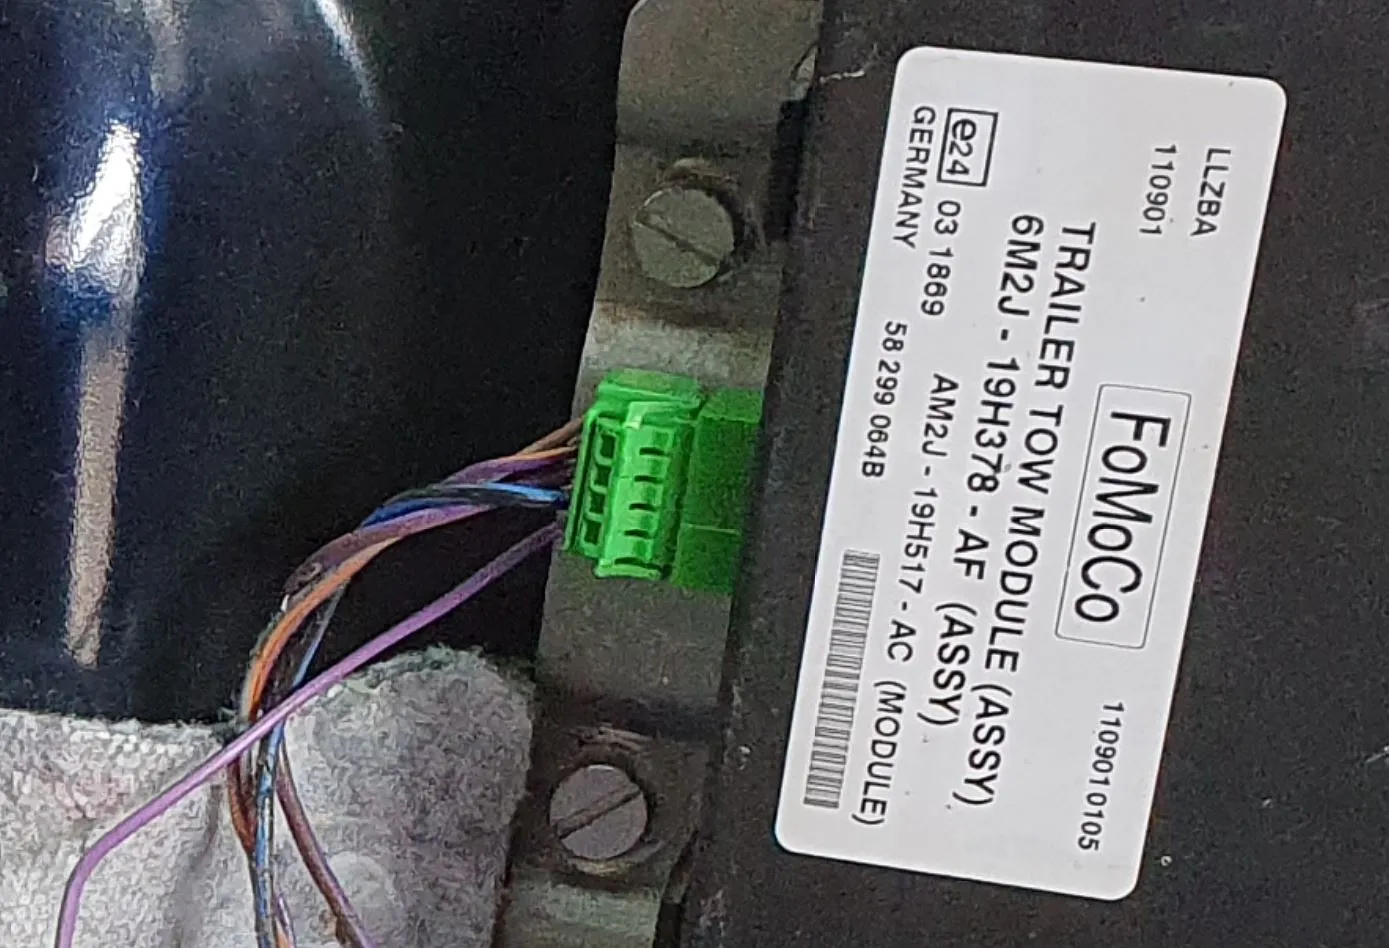 LLZBA
110901
FoMoCo
1109010105
TRAILER TOW MODULE (ASSY)
6M2J - 19H378 - AF (ASSY)
e24 03 1869 AM2J - 19H517 - AC (MODULE)
GERMANY 58 299 064B